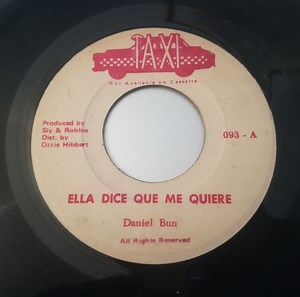 TAXI
Also Available on Cassette
Produced by
Sly & Robbie
Dist. by
Ozzie Hibbert
093 - A
ELLA DICE QUE ME QUIERE
Daniel Bun
All Rights Reserved